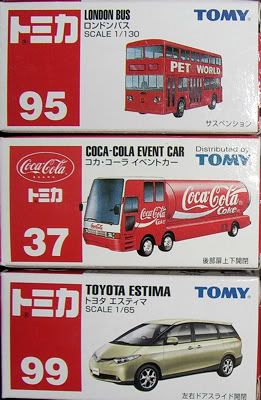 トミカ
95
LONDON BUS
ロンドンバス
SCALE 1/130
TOMY
PET WORLD
サスペンション
Coca-Cola
BRAND
トミカ
37
COCA-COLA EVENT CAR
コカ・コーラ イベントカー
Distributed by
TOMY
Coca-Cola
Coca-Cola
Coke
後部扉上下開閉
トミカ
99
TOYOTA ESTIMA
トヨタ エスティマ
SCALE 1/65
TOMY
左右ドアスライド開閉